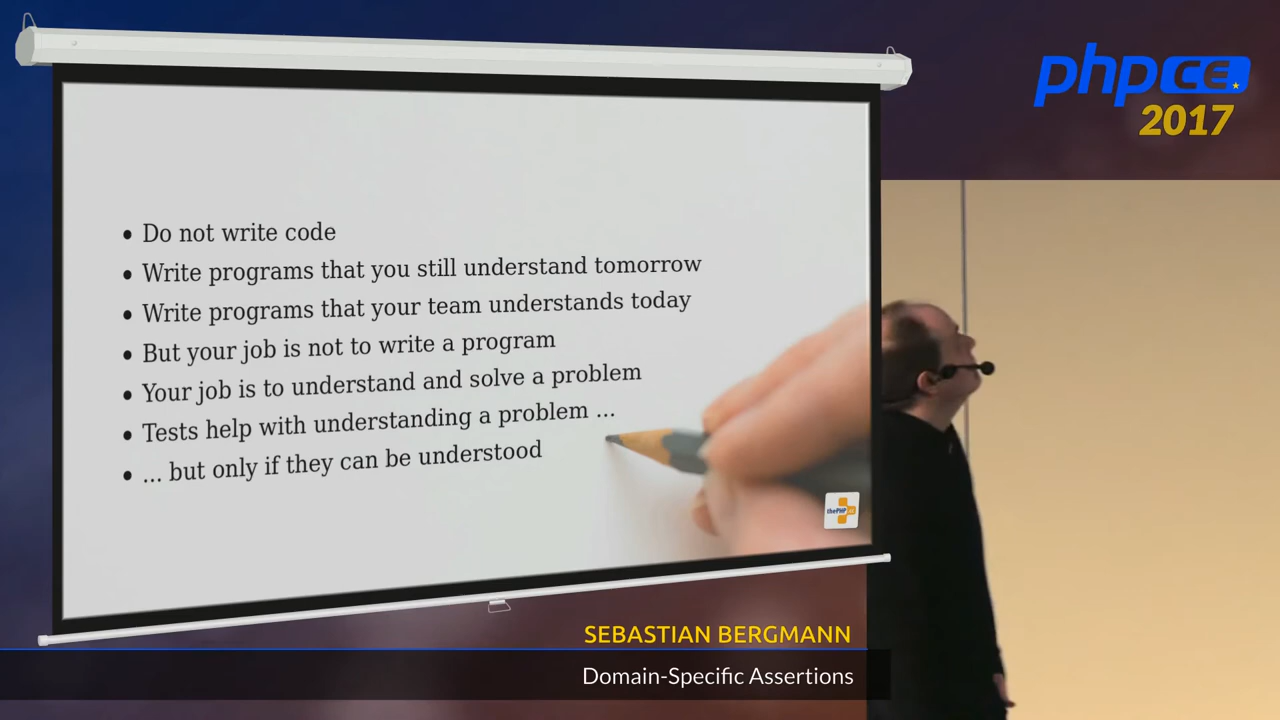 phpCE
2017
• Do not write code
• Write programs that you still understand tomorrow
• Write programs that your team understands today
• But your job is not to write a program
• Your job is to understand and solve a problem
• Tests help with understanding a problem ...
• ... but only if they can be understood
thePHP.cc
SEBASTIAN BERGMANN
Domain-Specific Assertions